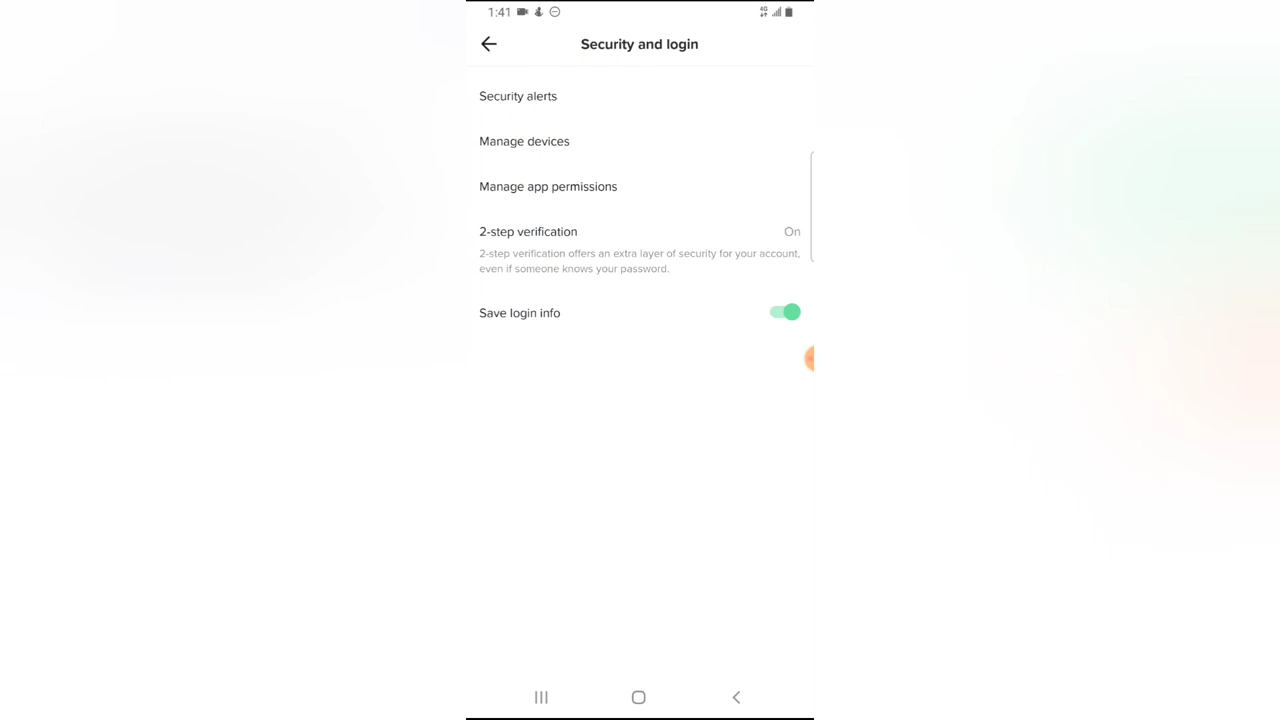 1:41
4G
Security and login
Security alerts
Manage devices
Manage app permissions
2-step verification On
2-step verification offers an extra layer of security for your account,
even if someone knows your password.
Save login info